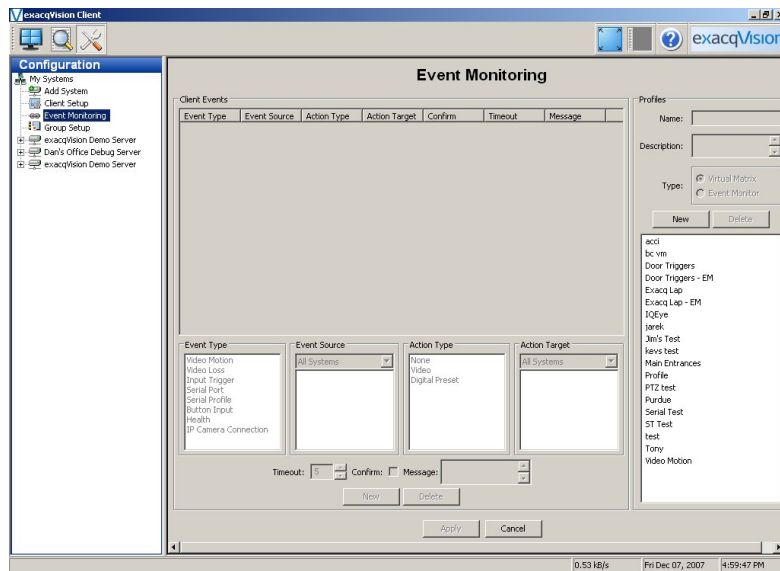 exacqVision Client
exacqVision
Configuration
My Systems
Add System
Client Setup
Event Monitoring
Group Setup
exacqVision Demo Server
Dan's Office Debug Server
exacqVision Demo Server
Event Monitoring
Client Events
Event Type Event Source Action Type Action Target Confirm Timeout Message
Event Type
Video Motion
Video Loss
Input Trigger
Serial Port
Serial Profile
Button Input
Health
IP Camera Connection
Event Source
All Systems
Action Type
None
Video
Digital Preset
Action Target
All Systems
Timeout: 5 Confirm: Message:
New Delete
Apply Cancel
Profiles
Name:
Description:
Type:
Virtual Matrix
Event Monitor
New Delete
acci
bc vm
Door Triggers
Door Triggers - EM
Exacq Lap
Exacq Lap - EM
IQEye
jarek
Jim's Test
kevs test
Main Entrances
Profile
PTZ test
Purdue
Serial Test
ST Test
test
Tony
Video Motion
0.53 kB/s Fri Dec 07, 2007 4:59:47 PM